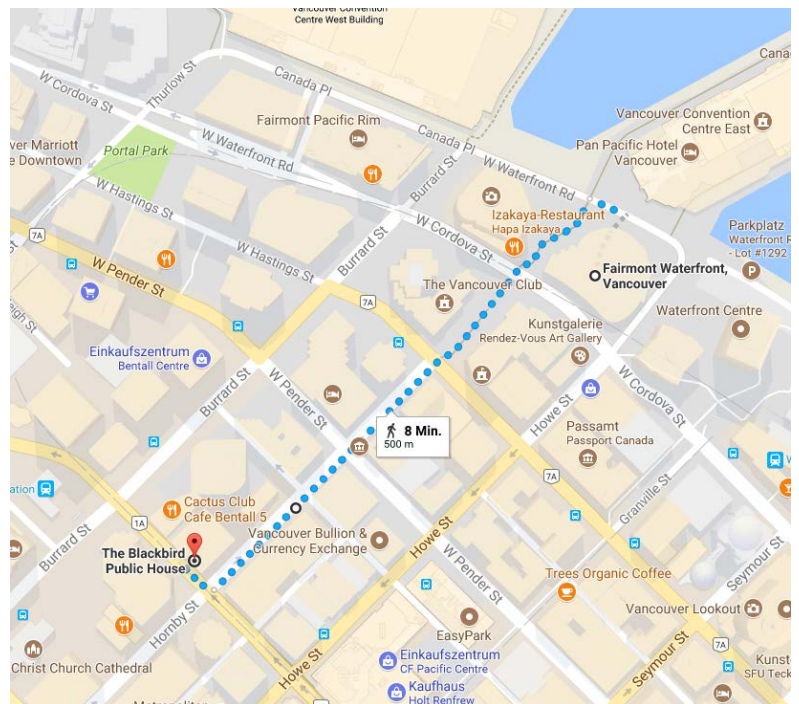 Vancouver Convention
Centre West Building
Thurlow St
W Cordova St
Canada Pl
Canada
Vancouver Convention
Centre East
Fairmont Pacific Rim
Canada Pl
W Waterfront Rd
Pan Pacific Hotel
Vancouver
Marriott
Downtown
Portal Park
W Waterfront Rd
Burrard St
W Hastings St
Izakaya-Restaurant
Hapa Izakaya
W Cordova St
Parkplatz
Waterfront R
- Lot #1292
7A
W Hastings St
Burrard St
Fairmont Waterfront,
Vancouver
W Pender St
The Vancouver Club
7A
Kunstgalerie
Rendez-Vous Art Gallery
Waterfront Centre
Einkaufszentrum
Bentall Centre
W Pender St
Burrard St
W Cordova St
Howe St
8 Min.
500 m
Passamt
Passport Canada
7A
Cactus Club
Cafe Bentall 5
1A
Granville St
Burrard St
Vancouver Bullion &
Currency Exchange
Howe St
The Blackbird
Public House
W Pender St
Seymour St
Trees Organic Coffee
Hornby St
Vancouver Lookout
EasyPark
7A
Christ Church Cathedral
Howe St
Einkaufszentrum
CF Pacific Centre
Seymour St
Kunst
SFU Teck
Kaufhaus
Holt Renfrew